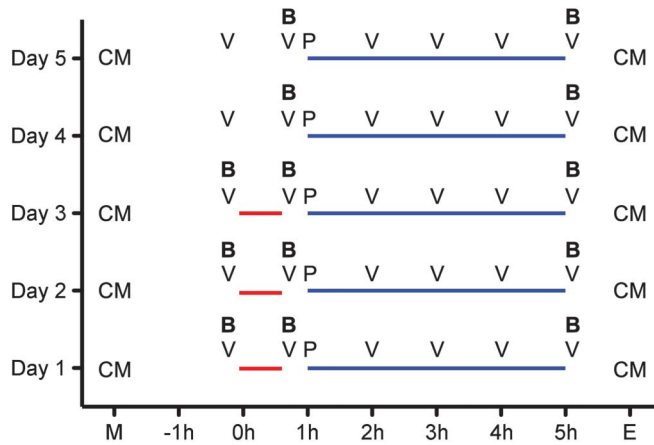 B B
V V P V V V V
Day 5 CM CM
B B
V V P V V V V
Day 4 CM CM
B B B
V V P V V V V
Day 3 CM CM
B B B
V V P V V V V
Day 2 CM CM
B B B
V V P V V V V
Day 1 CM CM
M -1h 0h 1h 2h 3h 4h 5h E